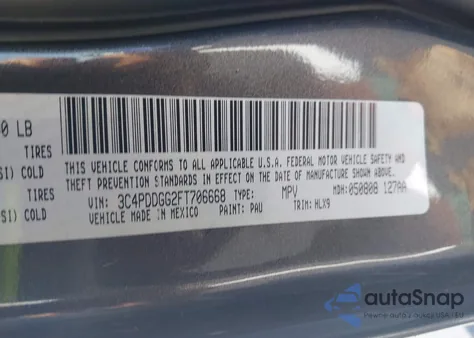 0 LB
TIRES
SI) COLD
TIRES
SI) COLD
THIS VEHICLE CONFORMS TO ALL APPLICABLE U.S.A. FEDERAL MOTOR VEHICLE SAFETY AND
THEFT PREVENTION STANDARDS IN EFFECT ON THE DATE OF MANUFACTURE SHOWN ABOVE.
VIN: 3C4PDDGG2FT706668 TYPE: MPV MDH: 050808 127AA
VEHICLE MADE IN MEXICO PAINT: PAU TRIM: HLX9
autoSnap